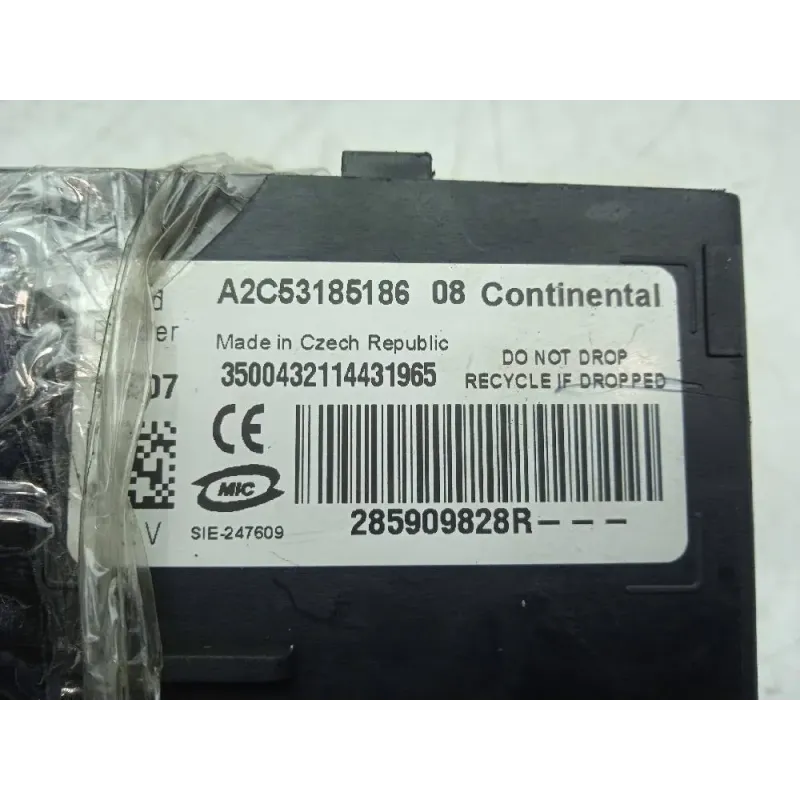 A2C53185186 08 Continental
Made in Czech Republic
3500432114431965
DO NOT DROP
RECYCLE IF DROPPED
07
CE
MIC
V
SIE-247609
285909828R---